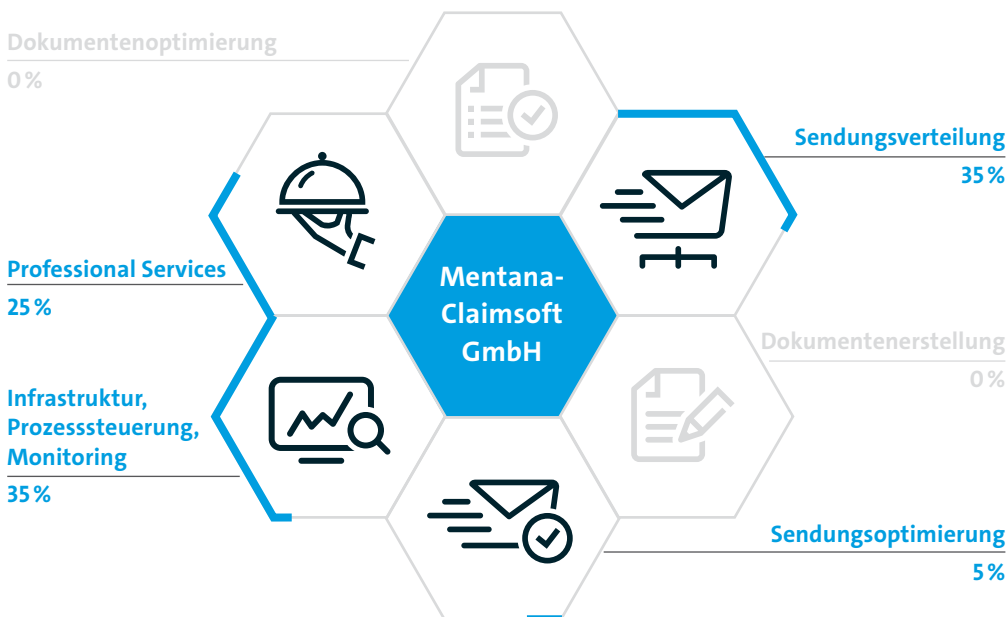 Dokumentenoptimierung
0 %
Sendungsverteilung
35 %
Professional Services
25 %
Mentana-
Claimsoft
GmbH
Dokumentenerstellung
0 %
Infrastruktur,
Prozesssteuerung,
Monitoring
35 %
Sendungsoptimierung
5 %